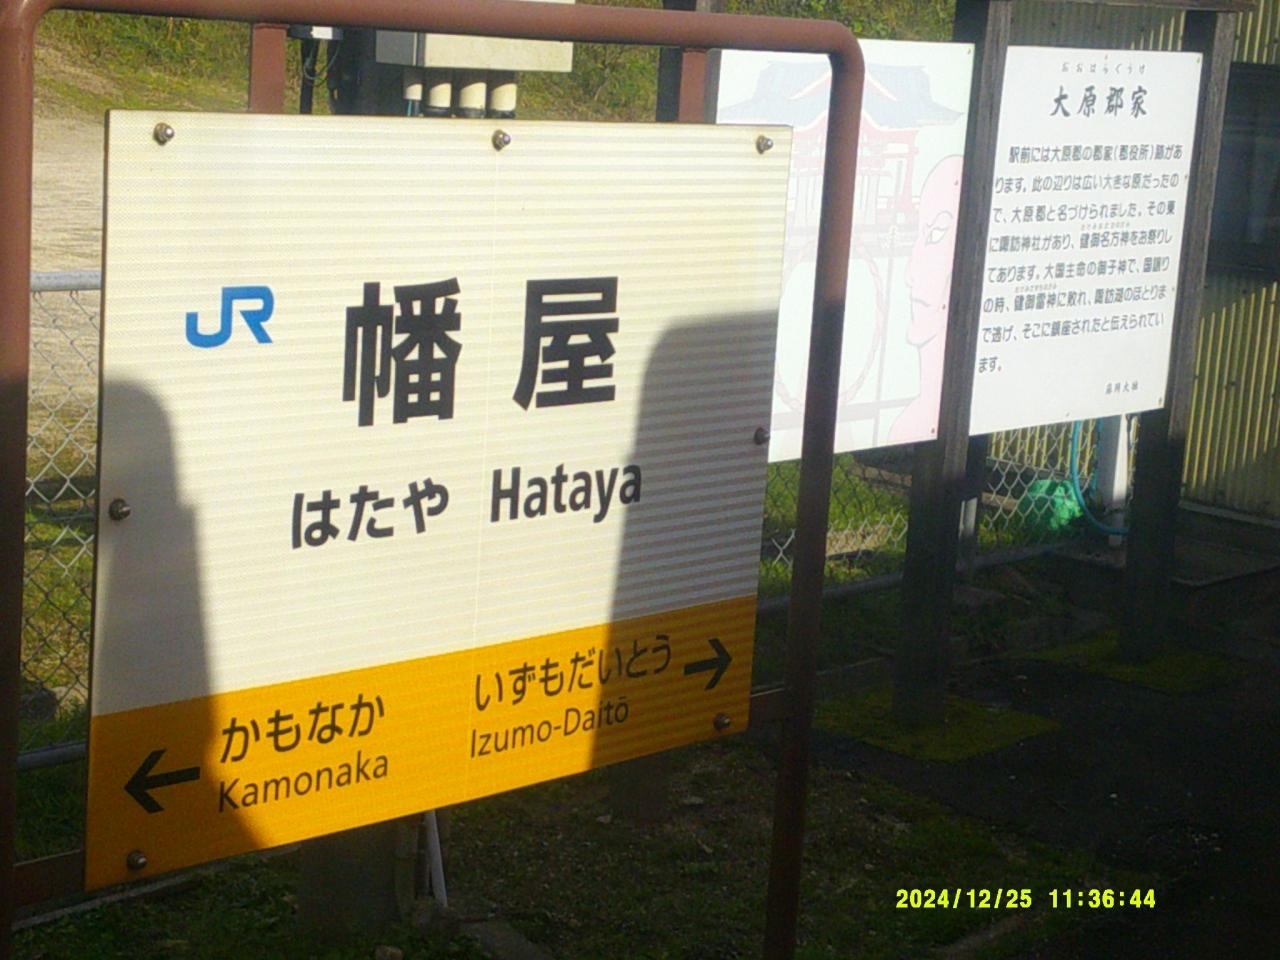 JR
幡屋
はたや Hataya
かもなか
Kamonaka
いずもだいとう
Izumo-Daitō
おおはらぐうけ
大原郡家
駅前には大原郡の郡家(郡役所)跡があ
ります。此の辺りは広い大きな原だったの
で、大原郡と名づけられました。その東
に諏訪神社があり、健御名方神をお祭りし
てあります。大国主命の御子神で、国譲り
の時、健御雷神に敗れ、諏訪湖のほとりま
で逃げ、そこに鎮座されたと伝えられてい
ます。
2024/12/25 11:36:44